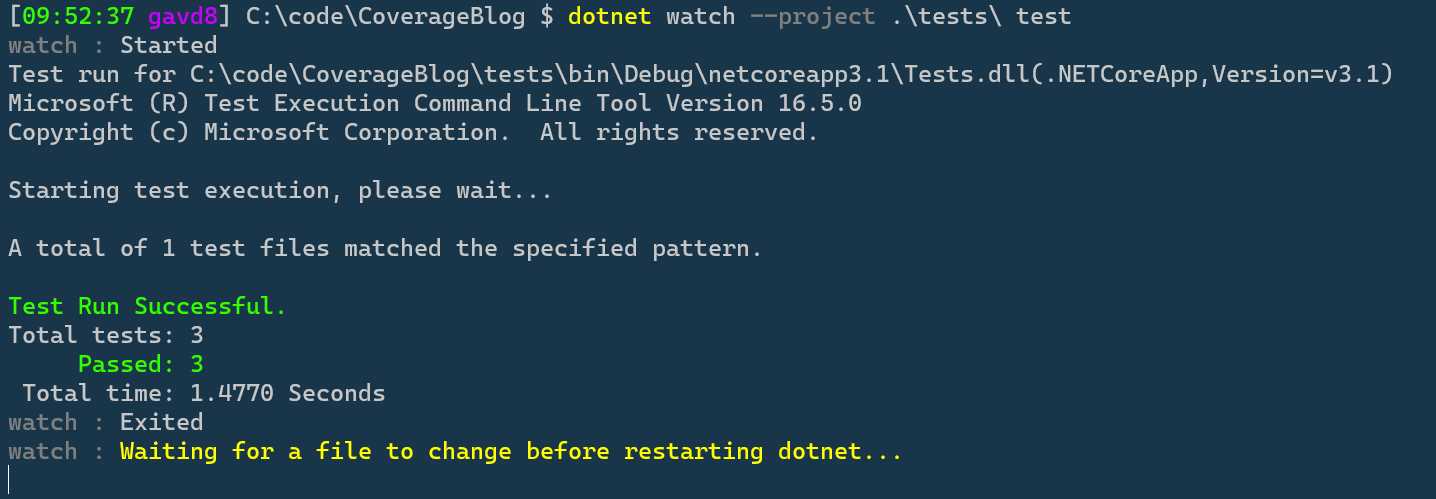 [09:52:37 gavd8] C:\code\CoverageBlog $ dotnet watch --project .\tests\ test
watch : Started
Test run for C:\code\CoverageBlog\tests\bin\Debug\netcoreapp3.1\Tests.dll(.NETCoreApp,Version=v3.1)
Microsoft (R) Test Execution Command Line Tool Version 16.5.0
Copyright (c) Microsoft Corporation.  All rights reserved.
Starting test execution, please wait...
A total of 1 test files matched the specified pattern.
Test Run Successful.
Total tests: 3
Passed: 3
Total time: 1.4770 Seconds
watch : Exited
watch : Waiting for a file to change before restarting dotnet...